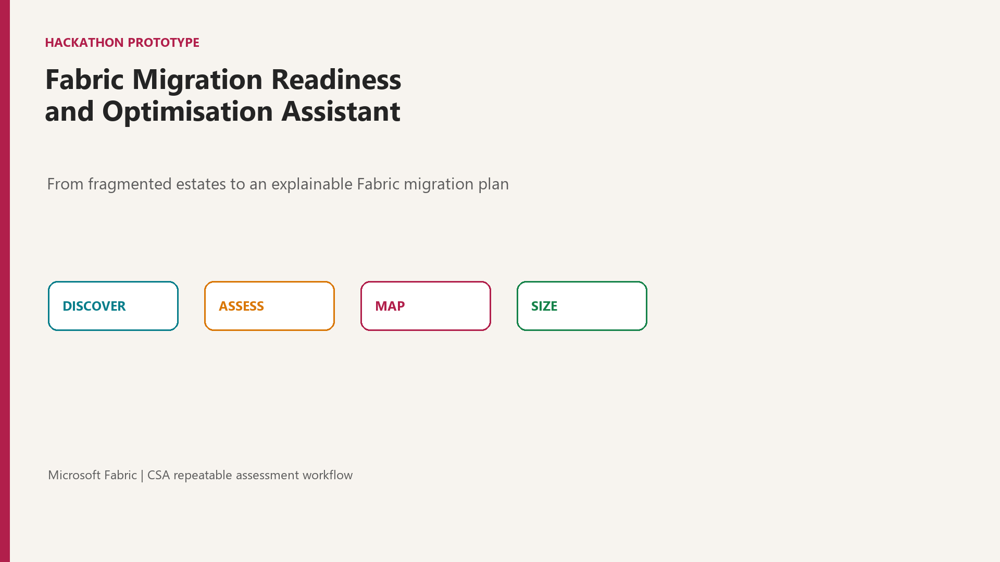 HACKATHON PROTOTYPE
Fabric Migration Readiness
and Optimisation Assistant
From fragmented estates to an explainable Fabric migration plan
DISCOVER
ASSESS
MAP
SIZE
Microsoft Fabric | CSA repeatable assessment workflow